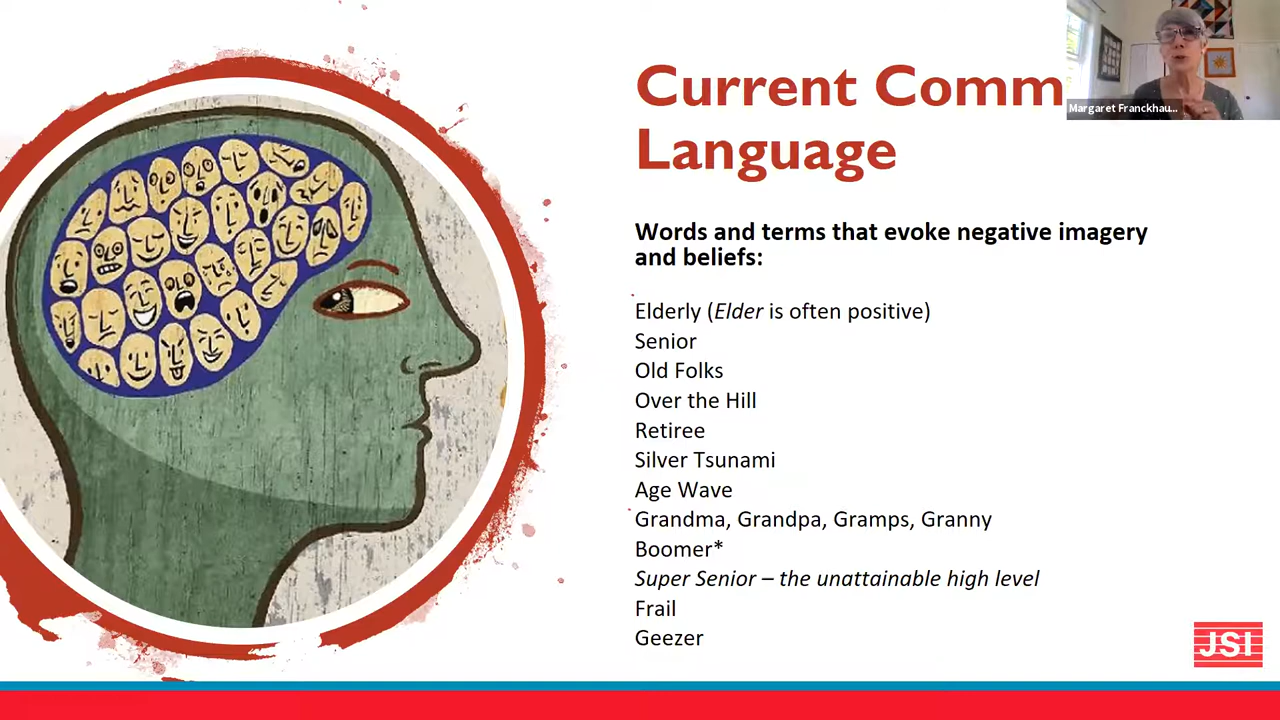 Current Comm
Language
Margaret Franckhau...
Words and terms that evoke negative imagery
and beliefs:
Elderly (Elder is often positive)
Senior
Old Folks
Over the Hill
Retiree
Silver Tsunami
Age Wave
Grandma, Grandpa, Gramps, Granny
Boomer*
Super Senior – the unattainable high level
Frail
Geezer
JSI